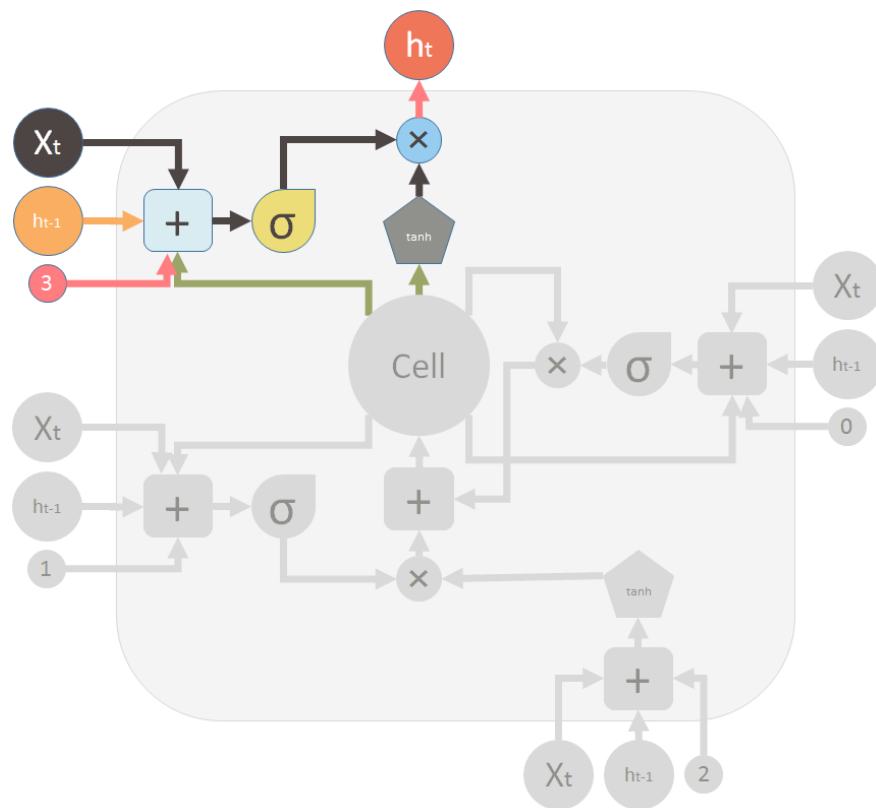 ht
Xt
×
ht-1
+
σ
tanh
3
Xt
Cell
×
σ
+
ht-1
0
Xt
ht-1
+
σ
+
1
×
tanh
+
Xt
ht-1
2